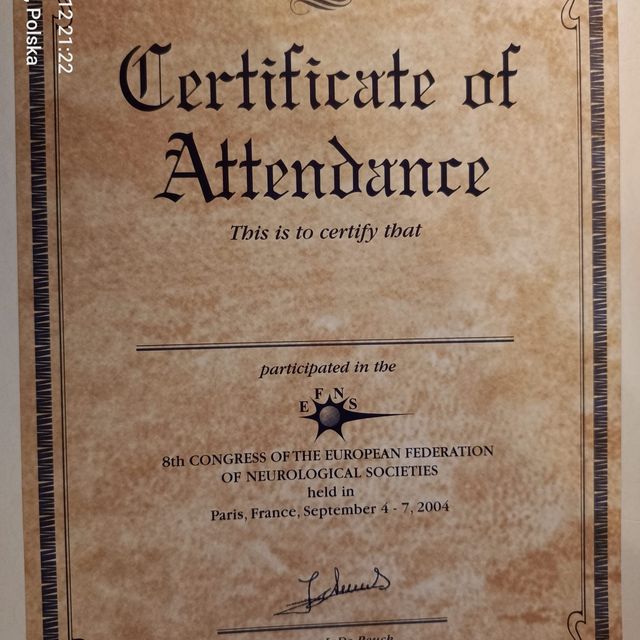 12 21:22
Polska
Certificate of
Attendance
This is to certify that
participated in the
EFNS
8th CONGRESS OF THE EUROPEAN FEDERATION
OF NEUROLOGICAL SOCIETIES
held in
Paris, France, September 4 - 7, 2004